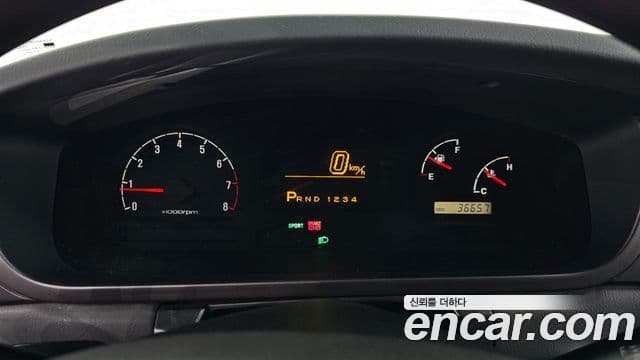 0 km/h
PRND 1234
SPORT
0 1 2 3 4 5 6 7 8
x1000rpm
F
E
H
C
36657
신뢰를 더하다
encar.com